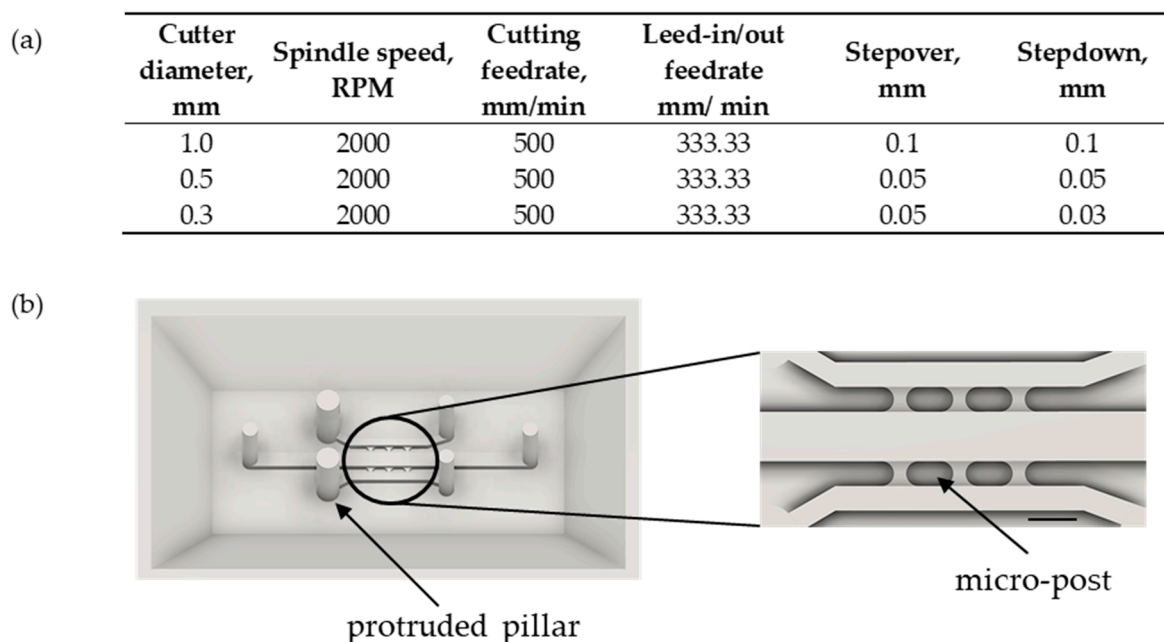 (a)
Cutter diameter, mm Spindle speed, RPM Cutting feedrate, mm/min Leed-in/out feedrate mm/ min Stepover, mm Stepdown, mm
1.0 2000 500 333.33 0.1 0.1
0.5 2000 500 333.33 0.05 0.05
0.3 2000 500 333.33 0.05 0.03
(b)
micro-post
protruded pillar